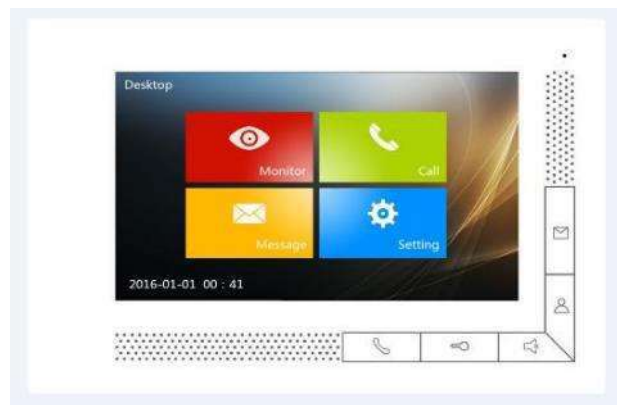 Desktop
Monitor
Call
Message
Setting
2016-01-01 00 : 41